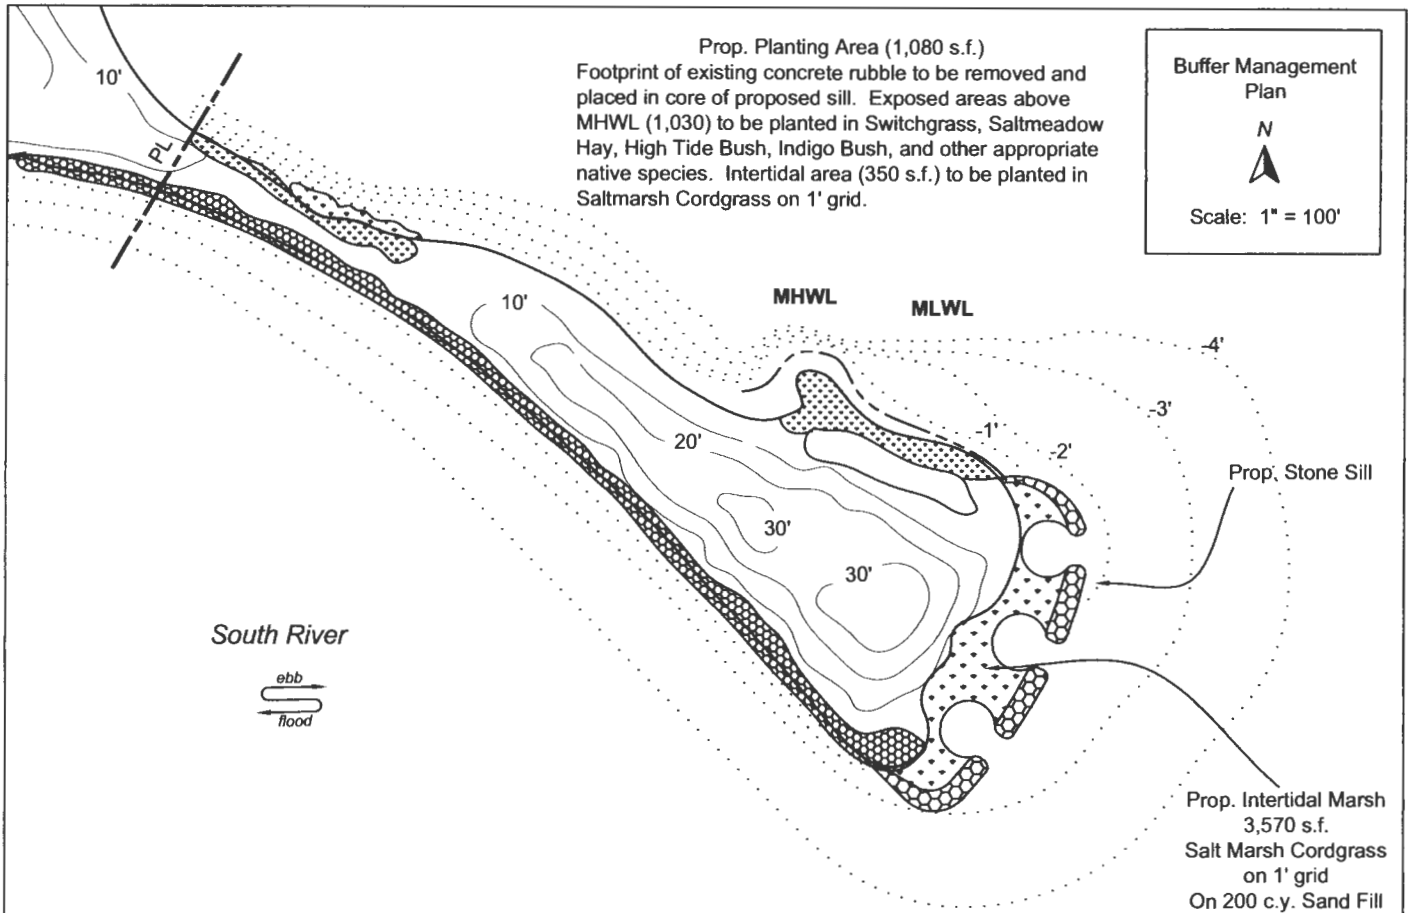 Prop. Planting Area (1,080 s.f.)
Footprint of existing concrete rubble to be removed and
placed in core of proposed sill. Exposed areas above
MHWL (1,030) to be planted in Switchgrass, Saltmeadow
Hay, High Tide Bush, Indigo Bush, and other appropriate
native species. Intertidal area (350 s.f.) to be planted in
Saltmarsh Cordgrass on 1' grid.
Buffer Management
Plan
N
Scale: 1" = 100'
10'
PL
10'
MHWL
MLWL
-4'
-3'
-1'
-2'
20'
30'
30'
Prop. Stone Sill
South River
ebb
flood
Prop. Intertidal Marsh
3,570 s.f.
Salt Marsh Cordgrass
on 1' grid
On 200 c.y. Sand Fill